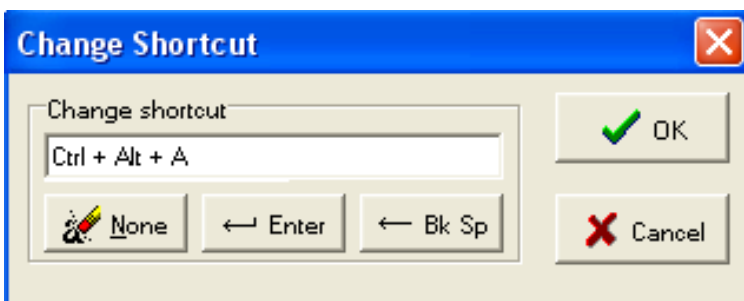 Change Shortcut
Change shortcut
Ctrl + Alt + A
OK
None
Enter
Bk Sp
Cancel